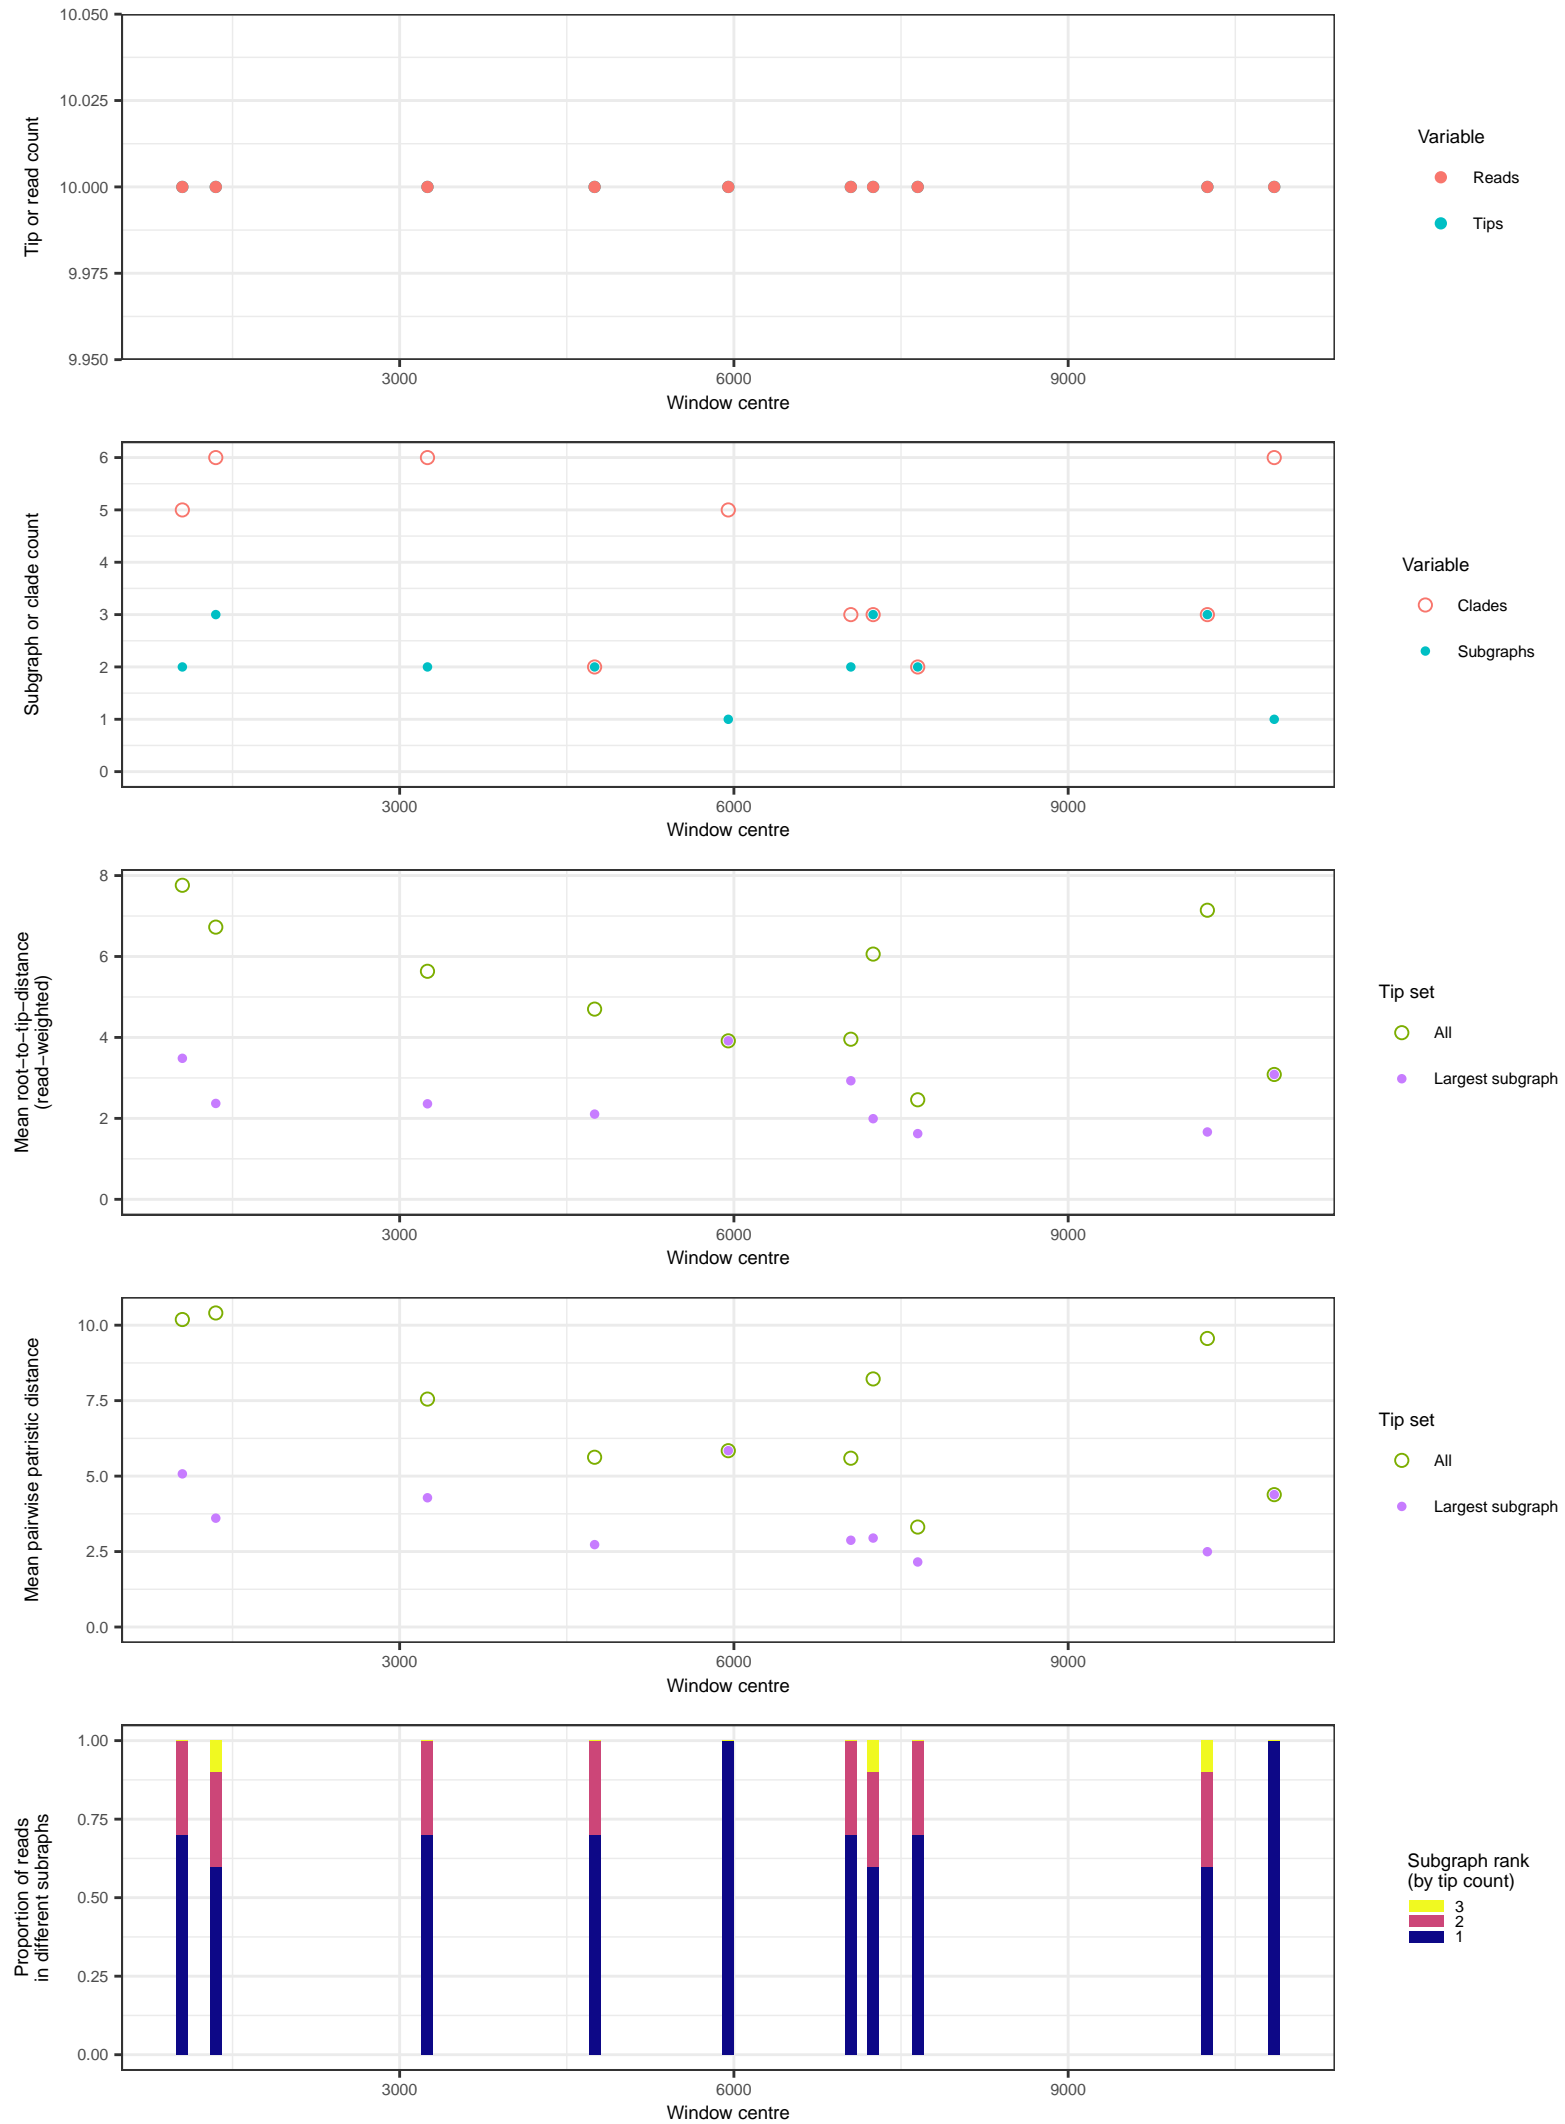 10.050
10.025
10.000
9.975
9.950
Tip or read count
3000 6000 9000
Window centre
Variable
Reads
Tips
6
5
4
3
2
1
0
Subgraph or clade count
3000 6000 9000
Window centre
Variable
Clades
Subgraphs
8
6
4
2
0
Mean root−to−tip−distance
(read−weighted)
3000 6000 9000
Window centre
Tip set
All
Largest subgraph
10.0
7.5
5.0
2.5
0.0
Mean pairwise patristic distance
3000 6000 9000
Window centre
Tip set
All
Largest subgraph
1.00
0.75
0.50
0.25
0.00
Proportion of reads
in different subraphs
3000 6000 9000
Window centre
Subgraph rank
(by tip count)
3
2
1